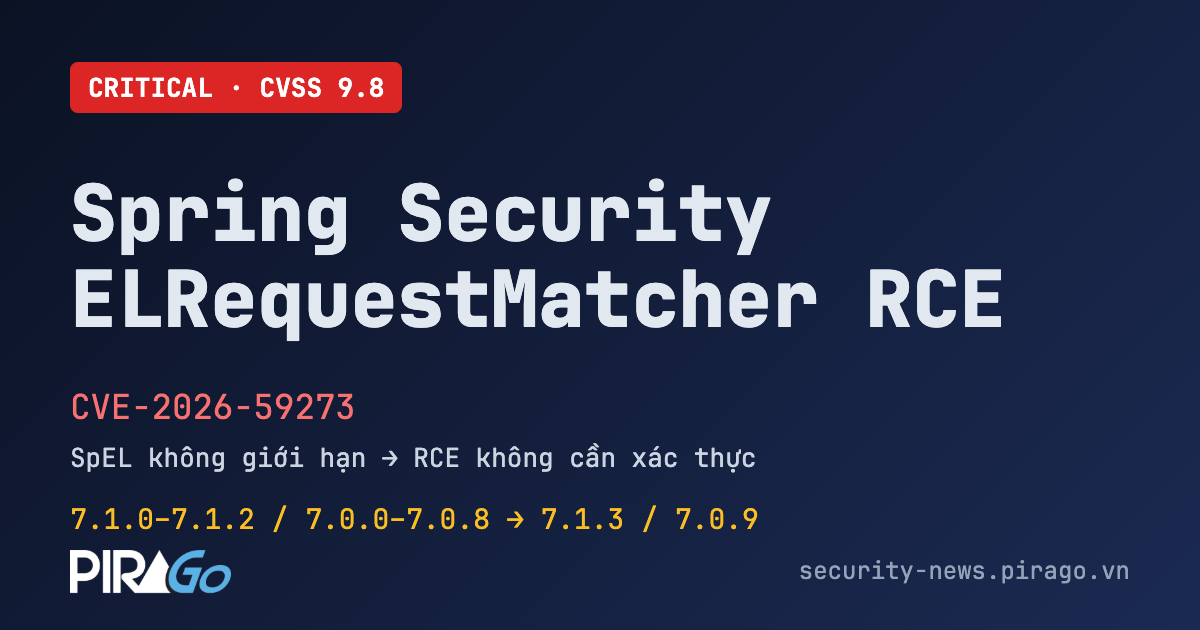 CRITICAL · CVSS 9.8
Spring Security
ELRequestMatcher RCE
CVE-2026-59273
SpEL không giới hạn → RCE không cần xác thực
7.1.0–7.1.2 / 7.0.0–7.0.8 → 7.1.3 / 7.0.9
PIRAGo
security-news.pirago.vn